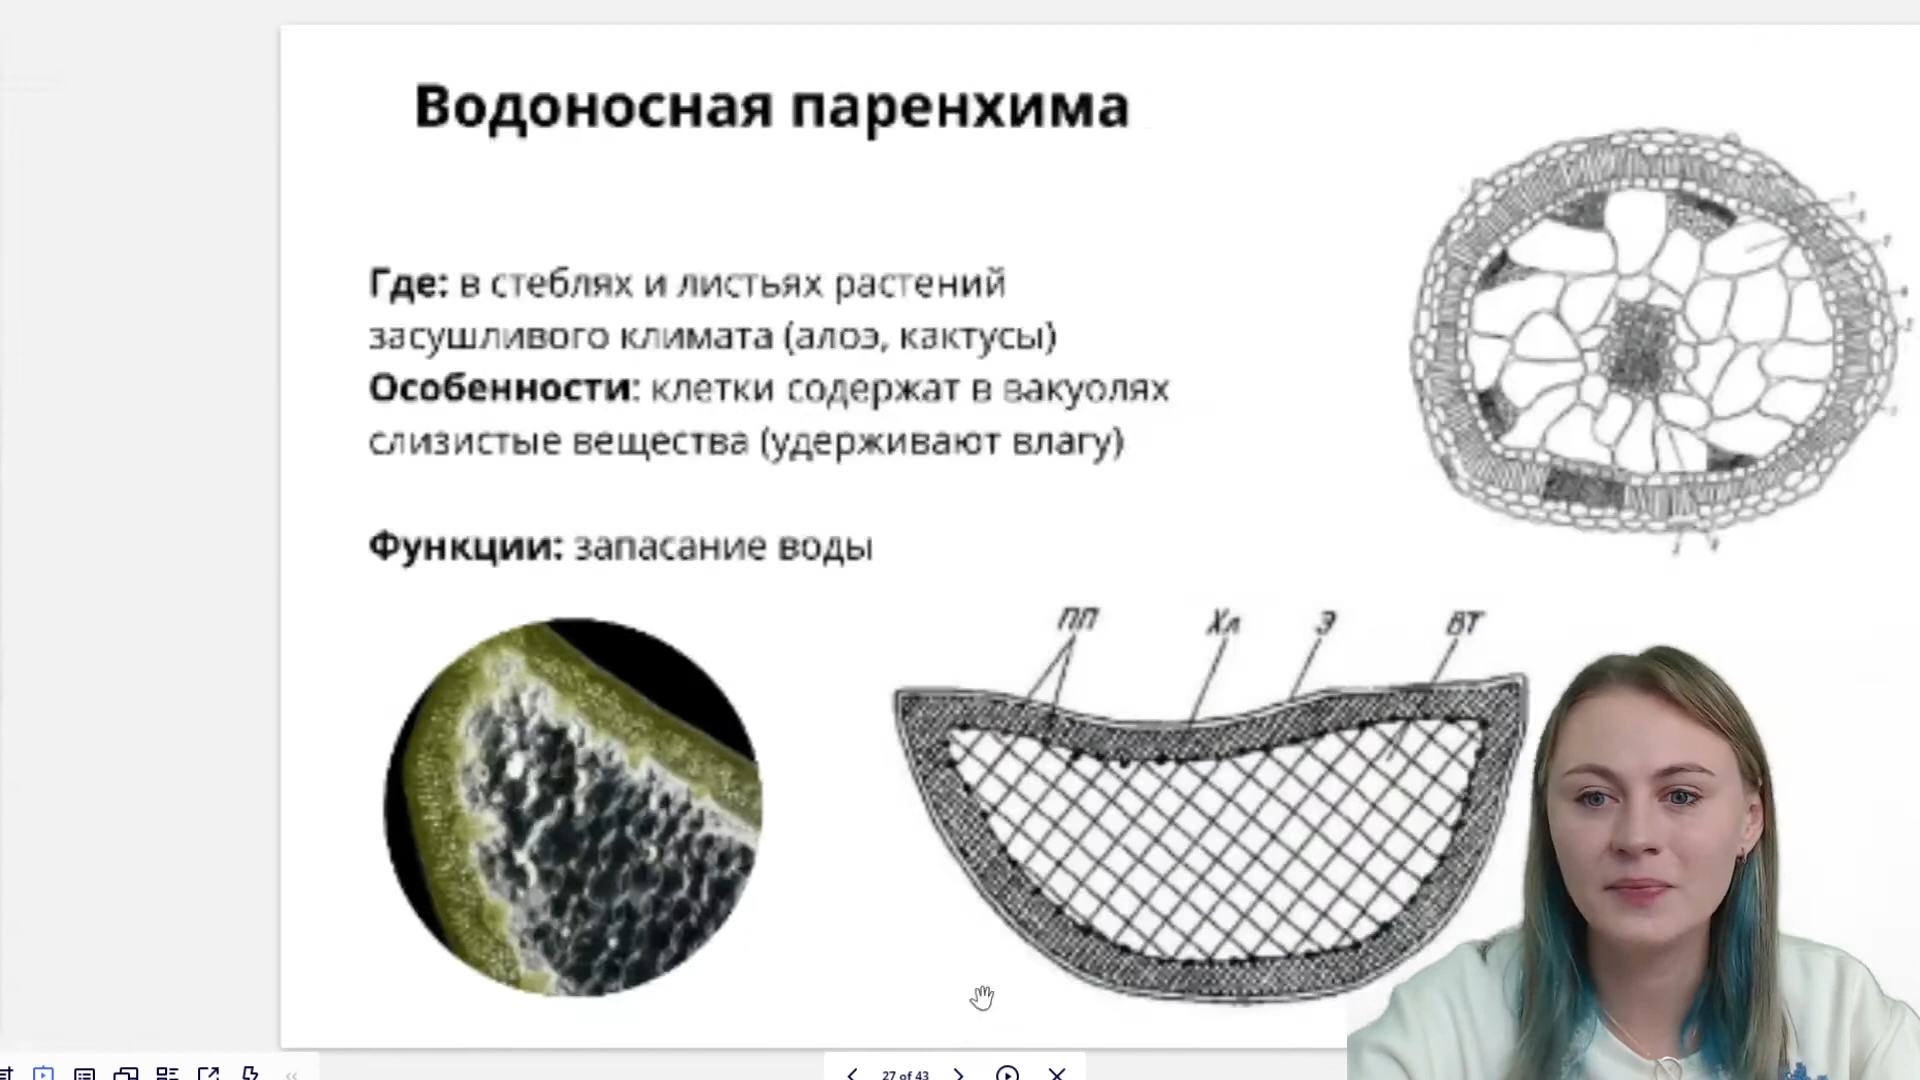 Водоносная паренхима
Где: в стеблях и листьях растений
засушливого климата (алоэ, кактусы)
Особенности: клетки содержат в вакуолях
слизистые вещества (удерживают влагу)
Функции: запасание воды
ПП Хл Э ВТ
27 of 43